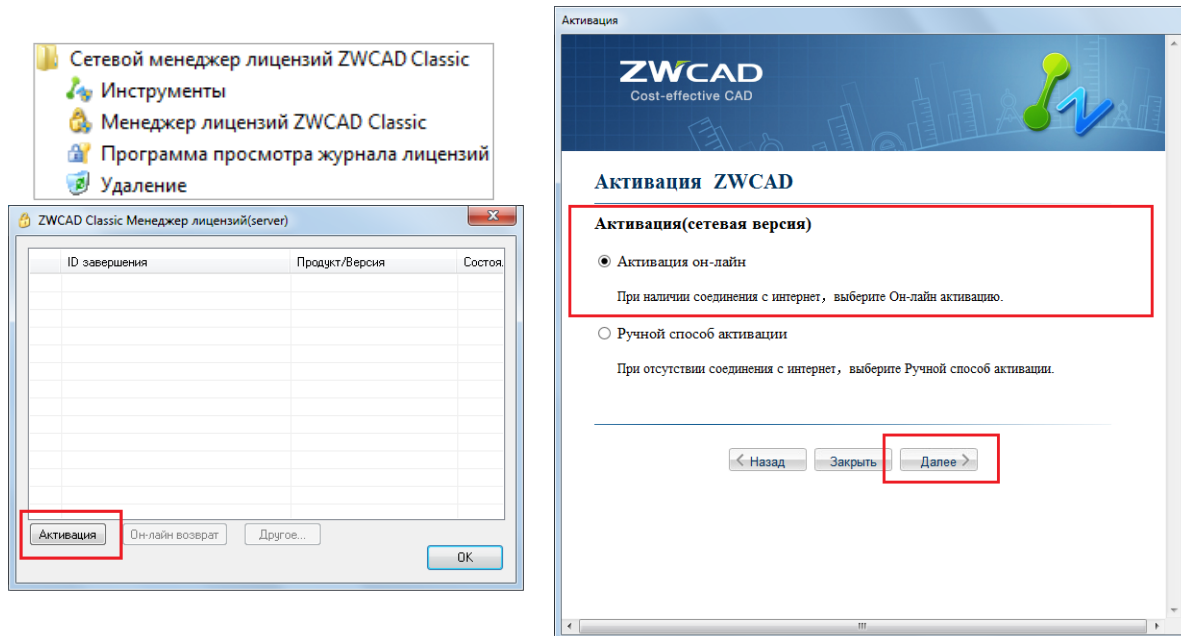 Сетевой менеджер лицензий ZWCAD Classic
Инструменты
Менеджер лицензий ZWCAD Classic
Программа просмотра журнала лицензий
Удаление
ZWCAD Classic Менеджер лицензий(server)
ID завершения Продукт/Версия Состоя.
Активация Он-лайн возврат Другое...
OK
Активация
ZWCAD
Cost-effective CAD
Активация ZWCAD
Активация(сетевая версия)
Активация он-лайн
При наличии соединения с интернет, выберите Он-лайн активацию.
Ручной способ активации
При отсутствии соединения с интернет, выберите Ручной способ активации.
Назад Закрыть Далее